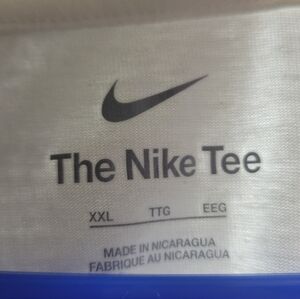 The Nike Tee
XXL TTG EEG
MADE IN NICARAGUA
FABRIQUE AU NICARAGUA